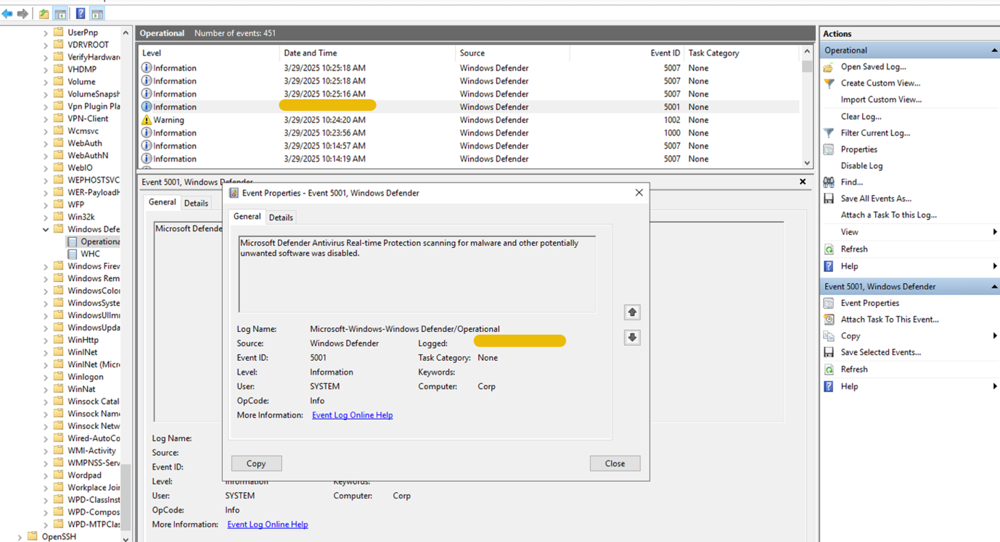 UserPnp
VDRVROOT
VerifyHardwar
VHDMP
Volume
VolumeSnapsh
Vpn Plugin Pla
VPN-Client
Wcmsvc
WebAuth
WebAuthN
WebIO
WEPHOSTSVC
WER-PayloadH
WFP
Win32k
Windows Defe
Operationa
WHC
Windows Firew
Windows Rem
WindowsColor
WindowsSyste
WindowsUIIm
WindowsUpda
WinHttp
WinINet
WinINet (Micr
Winlogon
WinNat
Winsock Catal
Winsock Nam
Winsock Netw
Wired-AutoCo
WMI-Activity
WMPNSS-Serv
Wordpad
Workplace Join
WPD-ClassInst
WPD-Compos
WPD-MTPClas
OpenSSH
Operational Number of events: 451
Level Date and Time Source Event ID Task Category
Information 3/29/2025 10:25:18 AM Windows Defender 5007 None
Information 3/29/2025 10:25:18 AM Windows Defender 5007 None
Information 3/29/2025 10:25:16 AM Windows Defender 5007 None
Information Windows Defender 5001 None
Warning 3/29/2025 10:24:20 AM Windows Defender 1002 None
Information 3/29/2025 10:23:56 AM Windows Defender 1000 None
Information 3/29/2025 10:14:57 AM Windows Defender 5007 None
Information 3/29/2025 10:14:19 AM Windows Defender 5007 None
Event 5001, Windows Defender
General Details
Microsoft Defende
Event Properties - Event 5001, Windows Defender
General Details
Microsoft Defender Antivirus Real-time Protection scanning for malware and other potentially
unwanted software was disabled.
Log Name: Microsoft-Windows-Windows Defender/Operational
Source: Windows Defender Logged:
Event ID: 5001 Task Category: None
Level: Information Keywords:
User: SYSTEM Computer: Corp
OpCode: Info
More Information: Event Log Online Help
Copy Close
Log Name:
Source:
Event ID:
Level: Information Keywords:
User: SYSTEM Computer: Corp
OpCode: Info
More Information: Event Log Online Help
Actions
Operational
Open Saved Log...
Create Custom View...
Import Custom View...
Clear Log...
Filter Current Log...
Properties
Disable Log
Find...
Save All Events As...
Attach a Task To this Log...
View
Refresh
Help
Event 5001, Windows Defender
Event Properties
Attach Task To This Event...
Copy
Save Selected Events...
Refresh
Help